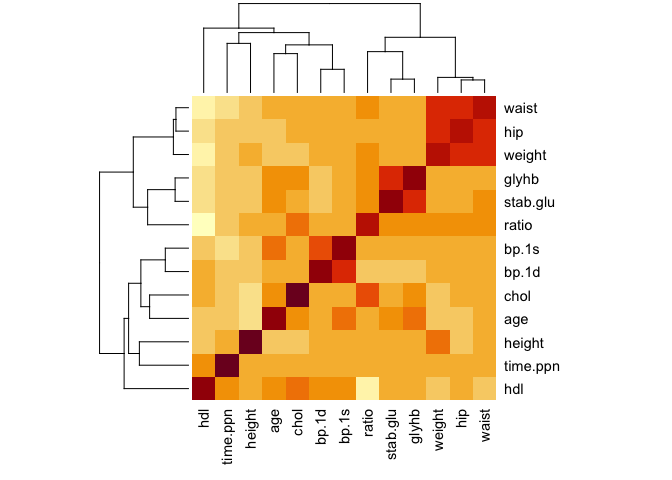 waist
hip
weight
glyhb
stab.glu
ratio
bp.1s
bp.1d
chol
age
height
time.ppn
hdl
hdl
time.ppn
height
age
chol
bp.1d
bp.1s
ratio
stab.glu
glyhb
weight
hip
waist